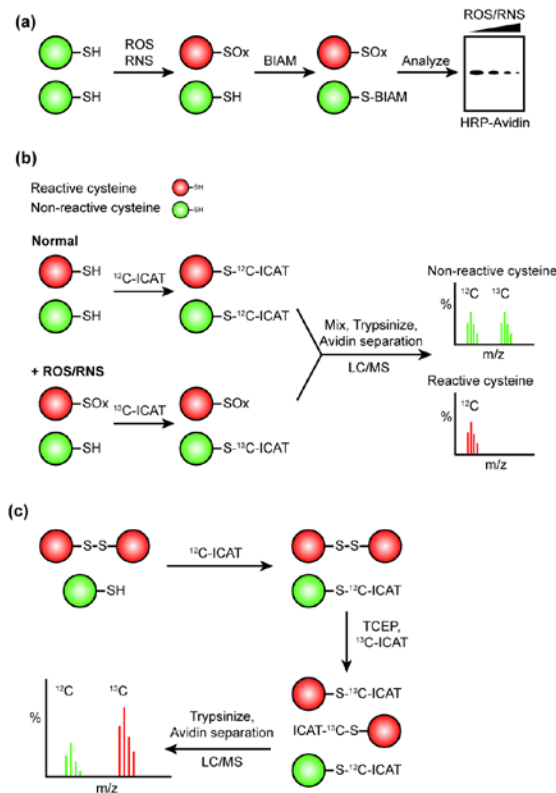 (a)
SH
SH
ROS
RNS
SOx
SH
BIAM
SOx
S-BIAM
Analyze
ROS/RNS
HRP-Avidin
(b)
Reactive cysteine
SH
Non-reactive cysteine
SH
Normal
SH
SH
¹²C-ICAT
S-¹²C-ICAT
S-¹²C-ICAT
+ ROS/RNS
SOx
SH
¹³C-ICAT
SOx
S-¹³C-ICAT
Mix, Trypsinize,
Avidin separation
LC/MS
Non-reactive cysteine
¹²C ¹³C
%
m/z
Reactive cysteine
¹²C
%
m/z
(c)
S-S
SH
¹²C-ICAT
S-S
S-¹²C-ICAT
TCEP,
¹³C-ICAT
S-¹³C-ICAT
ICAT-¹³C-S
S-¹²C-ICAT
Trypsinize,
Avidin separation
LC/MS
¹²C ¹³C
%
m/z